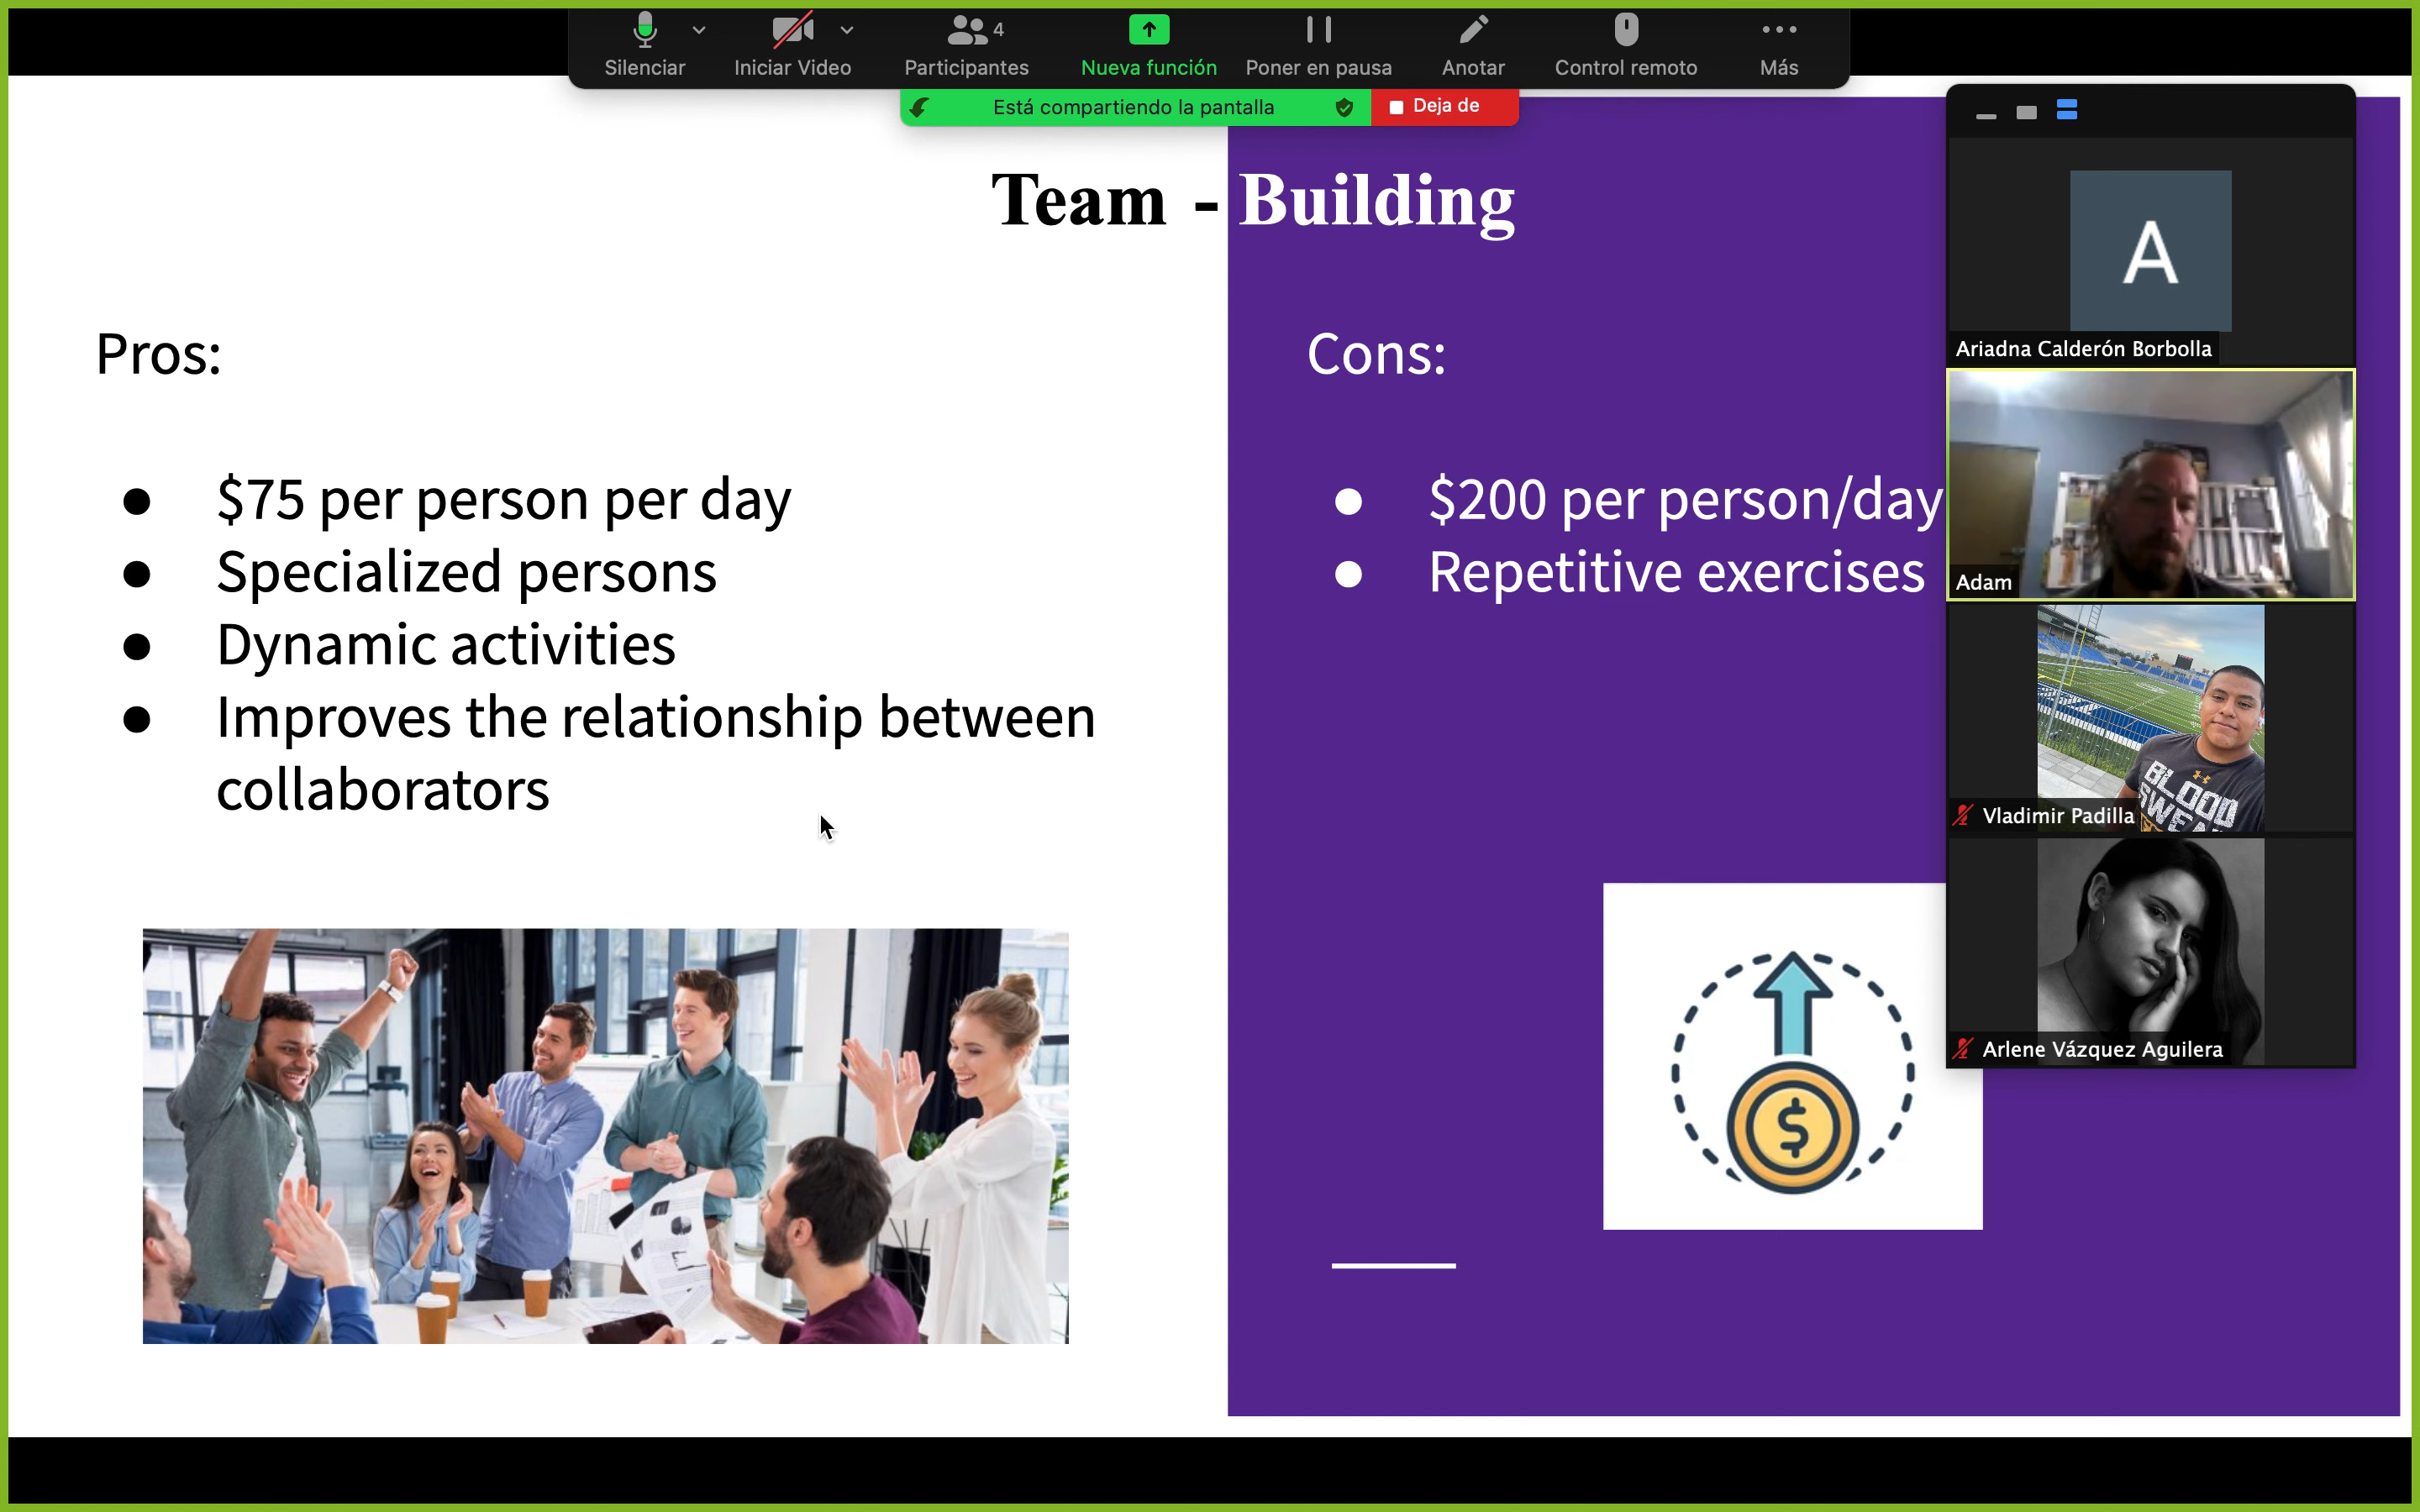 Silenciar
Iniciar Video
4
Participantes
Nueva función
Poner en pausa
Anotar
Control remoto
Más
Está compartiendo la pantalla
Deja de
Team - Building
Pros:
● $75 per person per day
● Specialized persons
● Dynamic activities
● Improves the relationship between
collaborators
Cons:
● $200 per person/day
● Repetitive exercises
$
A
Ariadna Calderón Borbolla
Adam
BLOOD
Vladimir Padilla
Arlene Vázquez Aguilera